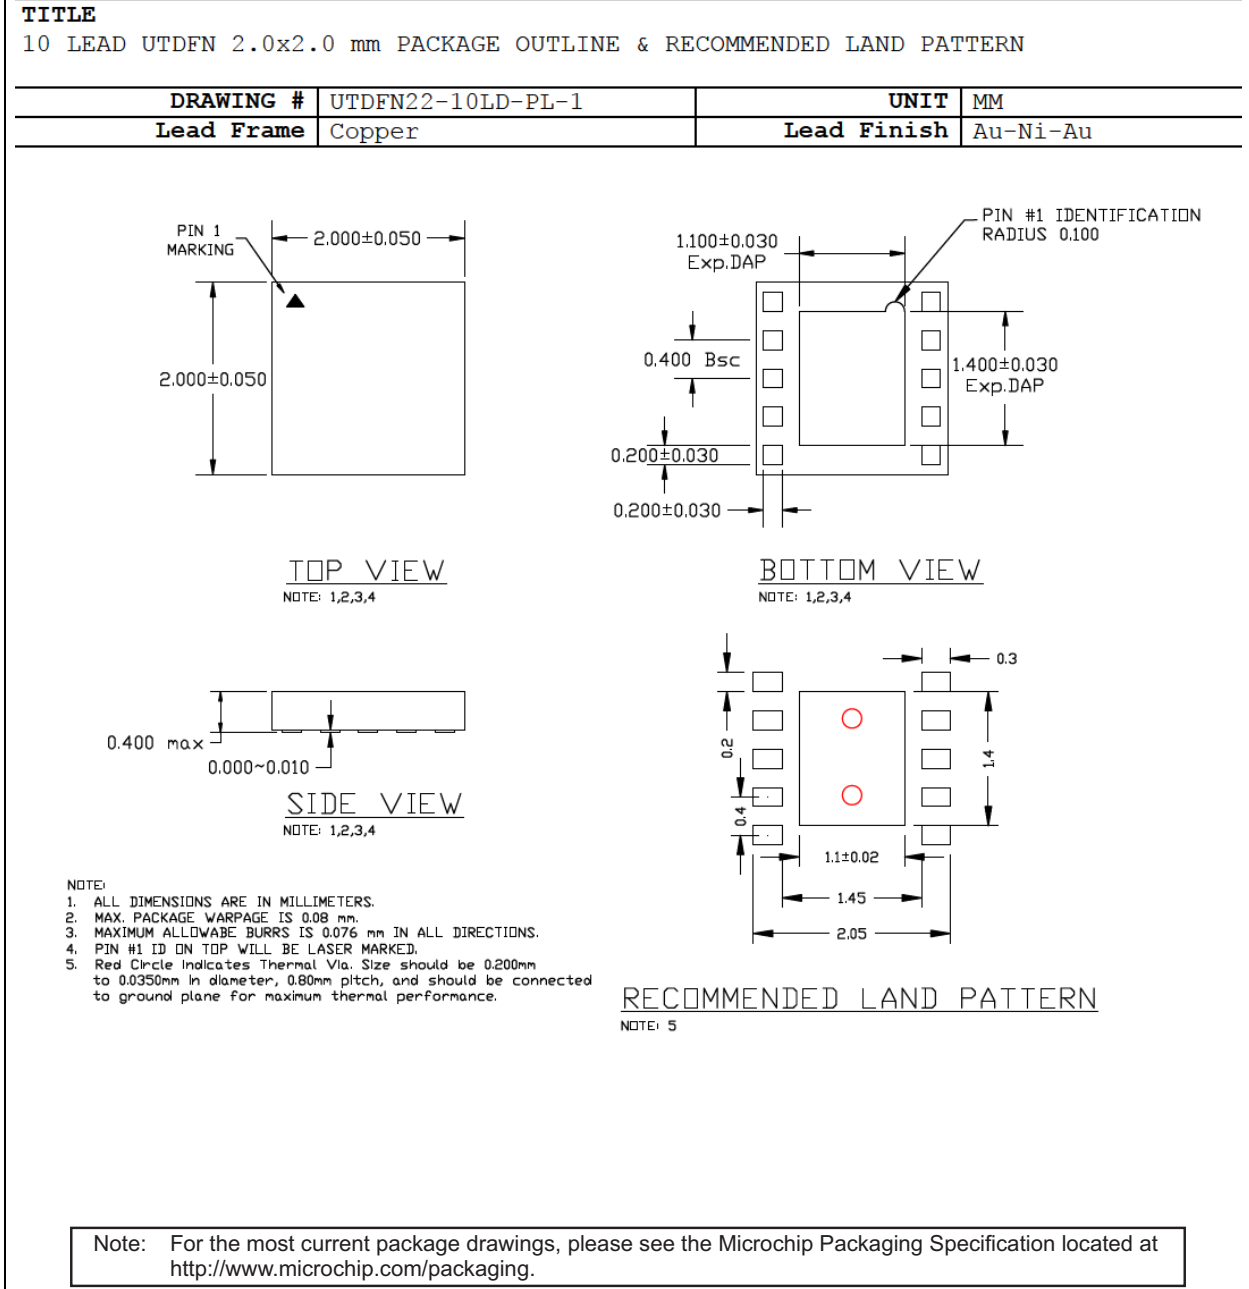 TITLE
10 LEAD UTDFN 2.0x2.0 mm PACKAGE OUTLINE & RECOMMENDED LAND PATTERN
DRAWING # UTDFN22-10LD-PL-1 UNIT MM
Lead Frame Copper Lead Finish Au-Ni-Au
PIN 1
MARKING
2.000±0.050
2.000±0.050
TOP VIEW
NOTE: 1,2,3,4
1.100±0.030
Exp.DAP
PIN #1 IDENTIFICATION
RADIUS 0.100
0.400 Bsc
1.400±0.030
Exp.DAP
0.200±0.030
0.200±0.030
BOTTOM VIEW
NOTE: 1,2,3,4
0.400 max
0.000~0.010
SIDE VIEW
NOTE: 1,2,3,4
0.3
0.2
1.4
0.4
1.1±0.02
1.45
2.05
RECOMMENDED LAND PATTERN
NOTE: 5
NOTE:
1. ALL DIMENSIONS ARE IN MILLIMETERS.
2. MAX. PACKAGE WARPAGE IS 0.08 mm.
3. MAXIMUM ALLOWABE BURRS IS 0.076 mm IN ALL DIRECTIONS.
4. PIN #1 ID ON TOP WILL BE LASER MARKED.
5. Red Circle Indicates Thermal Via. Size should be 0.200mm
to 0.0350mm in diameter, 0.80mm pitch, and should be connected
to ground plane for maximum thermal performance.
Note: For the most current package drawings, please see the Microchip Packaging Specification located at
http://www.microchip.com/packaging.